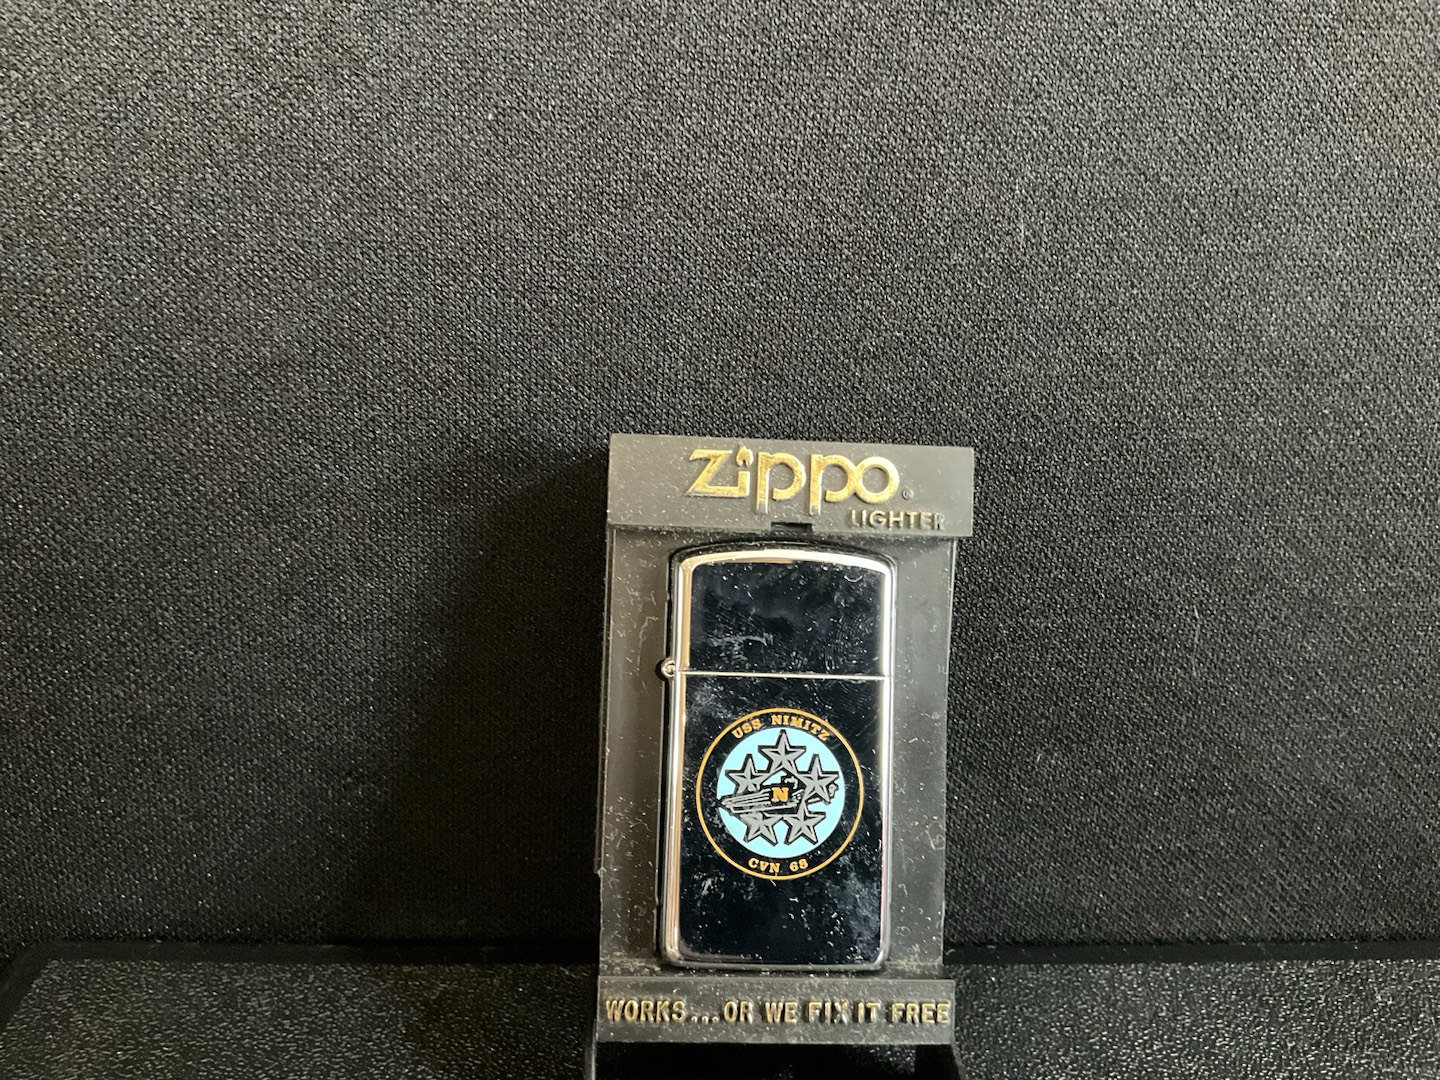 Zippo®
LIGHTER
USS NIMITZ
N
CVN 68
WORKS...OR WE FIX IT FREE